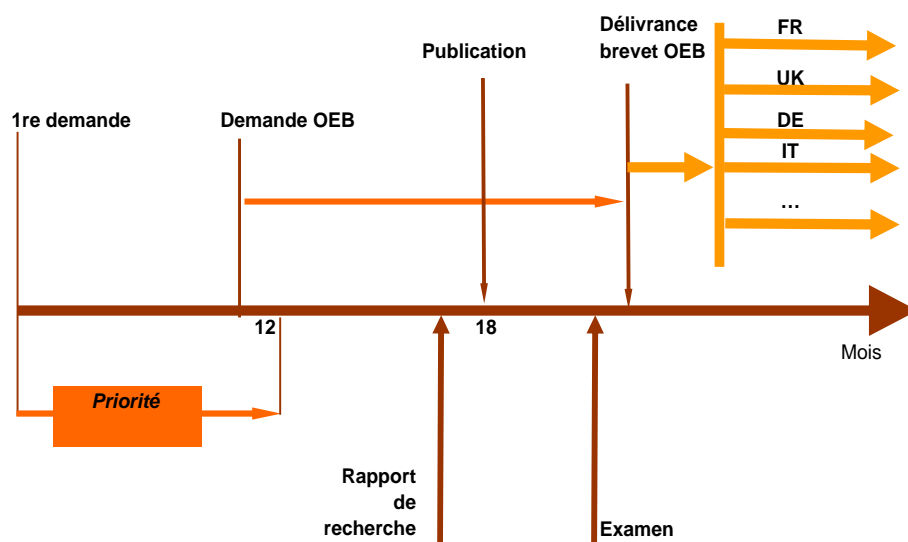 Délivrance
brevet OEB
FR
Publication
UK
1re demande
Demande OEB
DE
IT
...
12
18
Mois
Priorité
Rapport
de
recherche
Examen